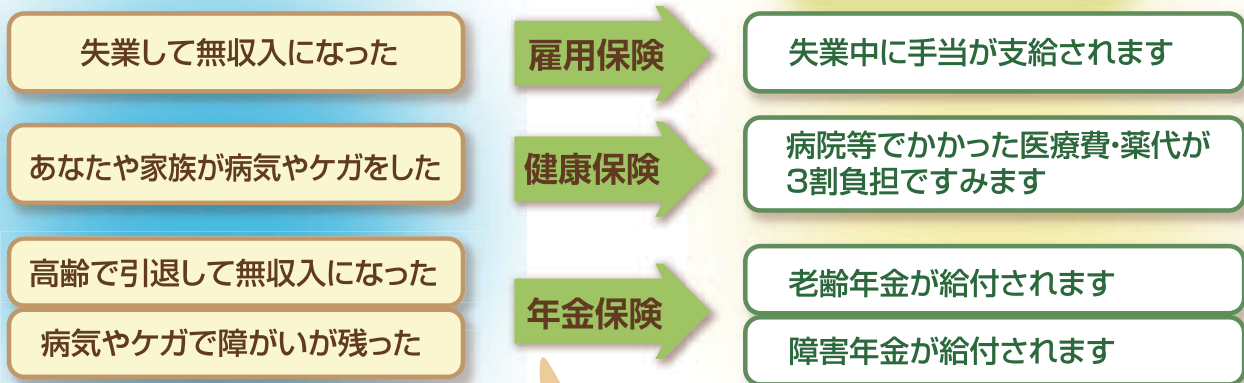 失業して無収入になった
雇用保険
失業中に手当が支給されます
あなたや家族が病気やケガをした
健康保険
病院等でかかった医療費・薬代が
3割負担ですみます
高齢で引退して無収入になった
病気やケガで障がいが残った
年金保険
老齢年金が給付されます
障害年金が給付されます